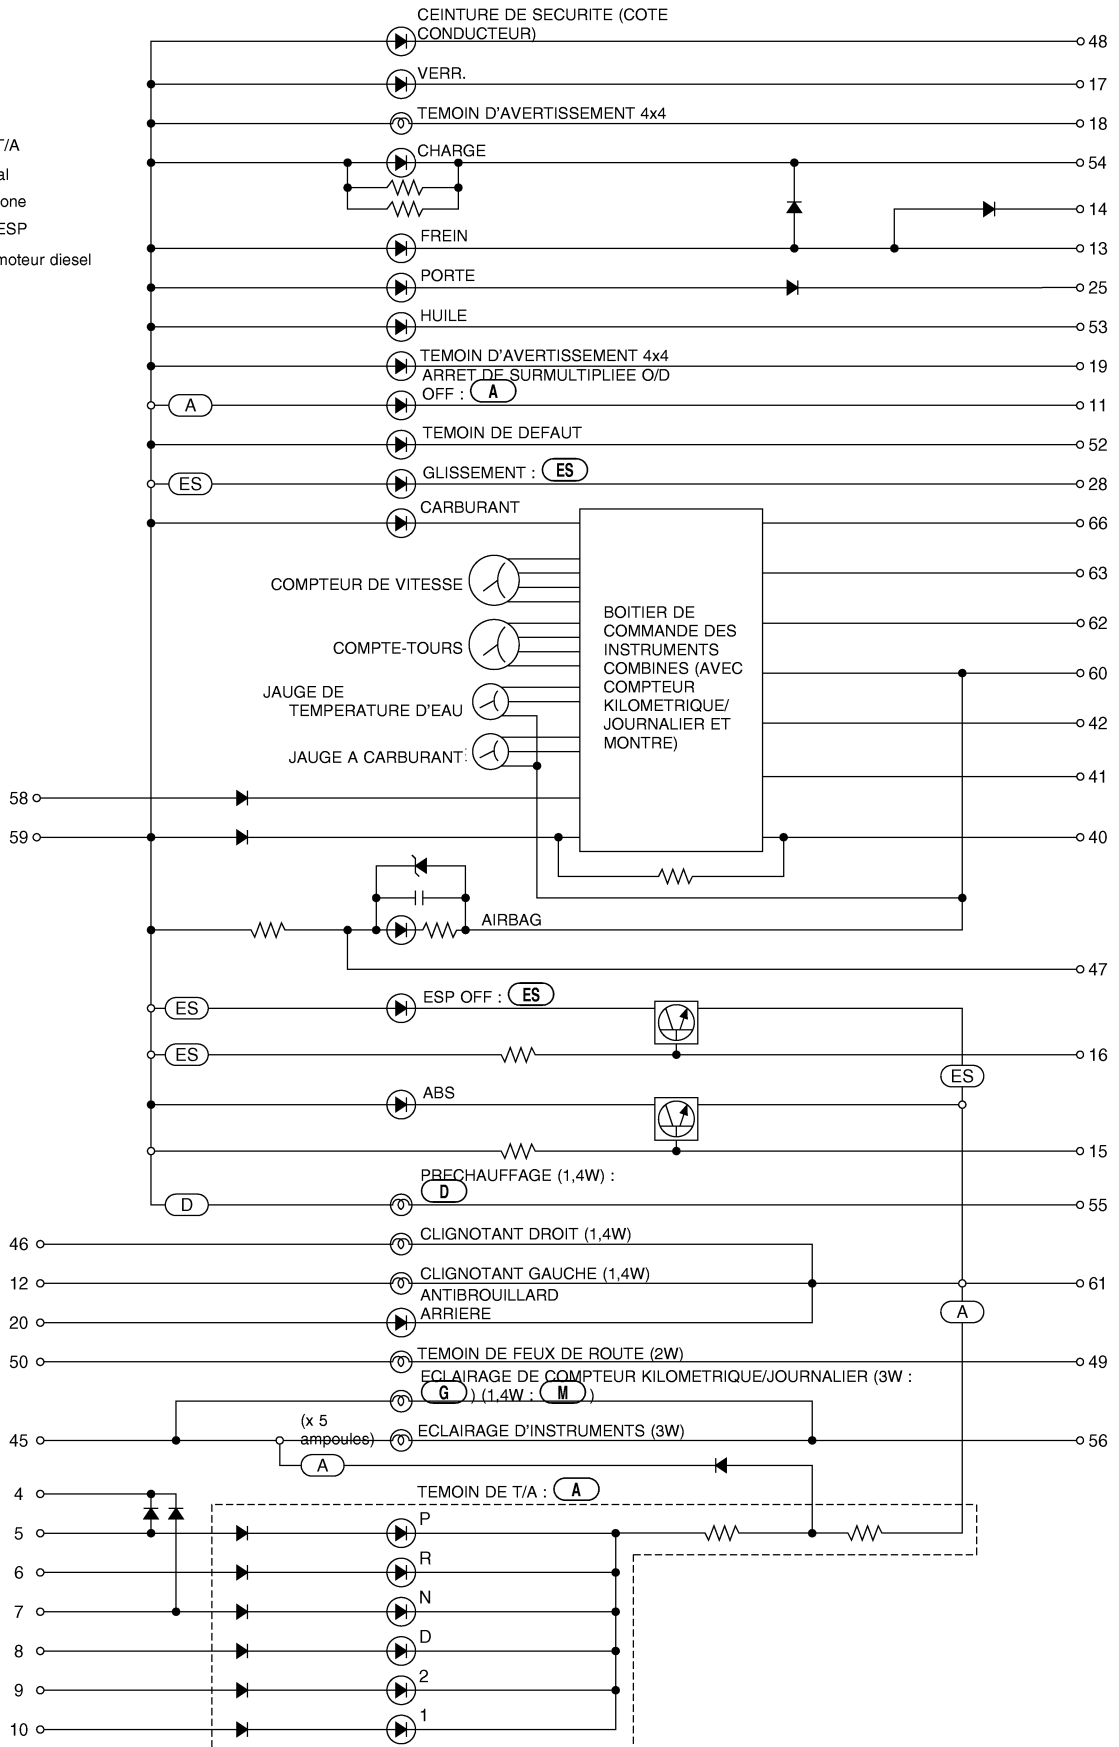 CEINTURE DE SECURITE (COTE
CONDUCTEUR)
48
VERR.
17
TEMOIN D'AVERTISSEMENT 4x4
18
T/A
CHARGE
54
al
one
14
ESP
FREIN
13
moteur diesel
PORTE
25
HUILE
53
TEMOIN D'AVERTISSEMENT 4x4
19
ARRET DE SURMULTIPLIEE O/D
OFF : A
A
11
TEMOIN DE DEFAUT
52
GLISSEMENT : ES
ES
28
CARBURANT
66
COMPTEUR DE VITESSE
63
BOITIER DE
COMMANDE DES
INSTRUMENTS
COMBINES (AVEC
COMPTEUR
KILOMETRIQUE/
JOURNALIER ET
MONTRE)
62
COMPTE-TOURS
60
JAUGE DE
TEMPERATURE D'EAU
42
JAUGE A CARBURANT:
41
58
59
40
AIRBAG
47
ESP OFF : ES
ES
ES
16
ES
ABS
15
PRECHAUFFAGE (1,4W) :
D
D
55
46
CLIGNOTANT DROIT (1,4W)
12
CLIGNOTANT GAUCHE (1,4W)
61
ANTIBROUILLARD
ARRIERE
A
20
50
TEMOIN DE FEUX DE ROUTE (2W)
49
ECLAIRAGE DE COMPTEUR KILOMETRIQUE/JOURNALIER (3W :
G ) (1,4W : M )
(x 5
ampoules)
45
ECLAIRAGE D'INSTRUMENTS (3W)
56
A
4
TEMOIN DE T/A : A
5
P
6
R
7
N
8
D
9
2
10
1